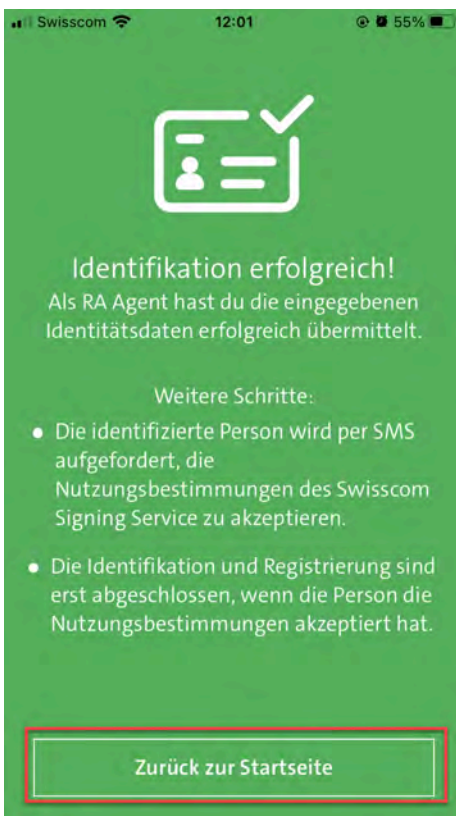 Swisscom 12:01 55%
Identifikation erfolgreich!
Als RA Agent hast du die eingegebenen
Identitätsdaten erfolgreich übermittelt.
Weitere Schritte:
• Die identifizierte Person wird per SMS
aufgefordert, die
Nutzungsbestimmungen des Swisscom
Signing Service zu akzeptieren.
• Die Identifikation und Registrierung sind
erst abgeschlossen, wenn die Person die
Nutzungsbestimmungen akzeptiert hat.
Zurück zur Startseite